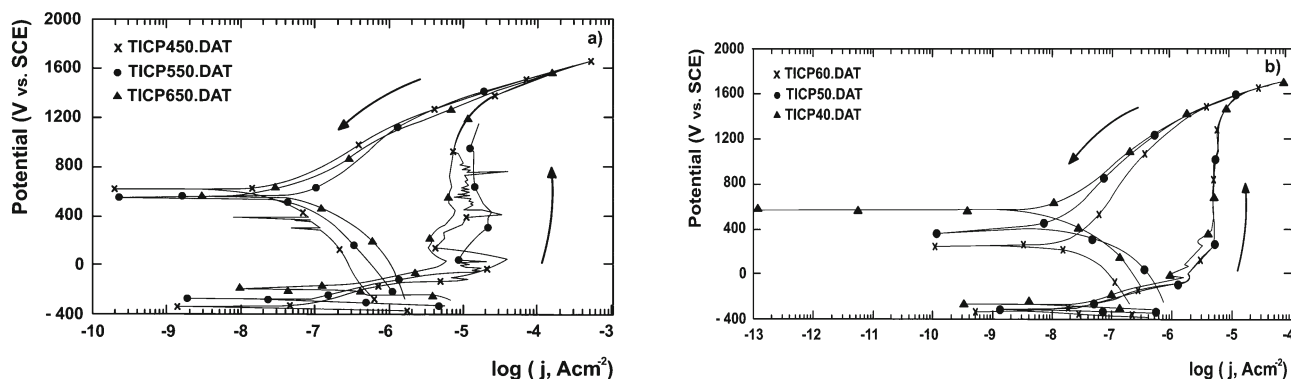 2000
1600
1200
800
400
0
- 400
Potential (V vs. SCE)
TICP450.DAT
TICP550.DAT
TICP650.DAT
a)
-10 -9 -8 -7 -6 -5 -4 -3
log ( j, Acm-2)
2000
1600
1200
800
400
0
- 400
Potential (V vs. SCE)
TICP60.DAT
TICP50.DAT
TICP40.DAT
b)
-13 -12 -11 -10 -9 -8 -7 -6 -5 -4
log ( j, Acm-2)